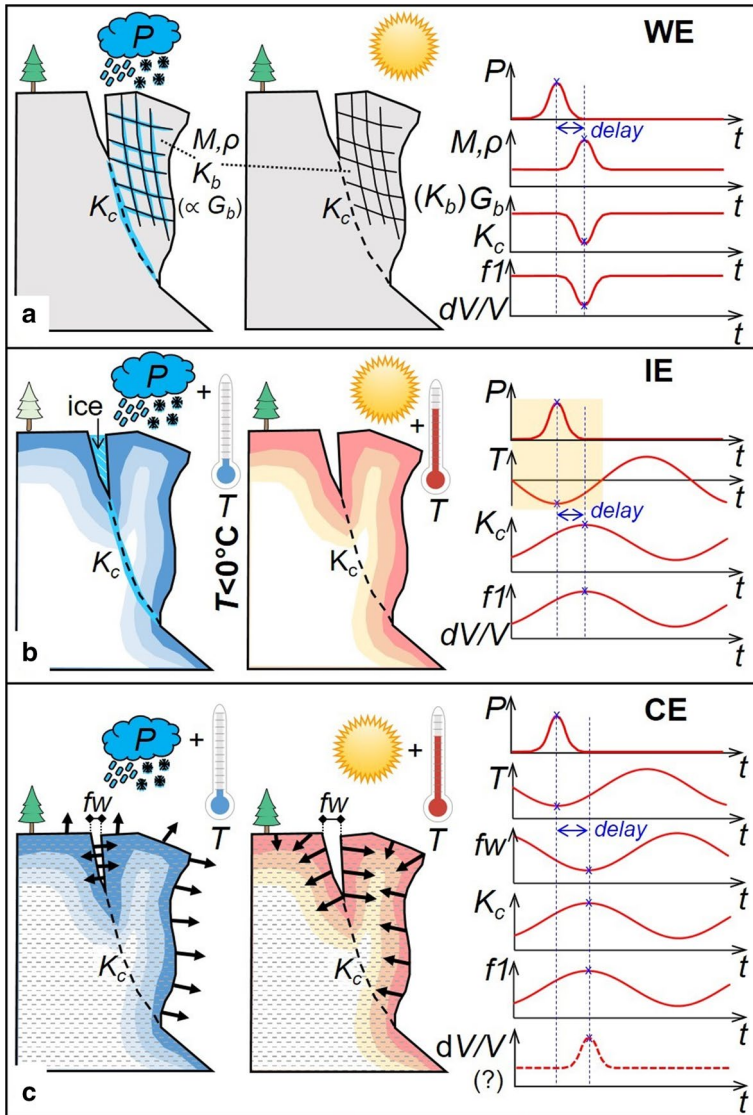 WE
P
P
t
delay
M,ρ
t
M,ρ
K_b
(∝ G_b)
K_c
K_c
(K_b) G_b
K_c
t
f1
dV/V
t
a
IE
P
+
ice
T
T<0°C
K_c
+
T
K_c
P
t
T
t
delay
K_c
t
f1
dV/V
t
b
CE
P
+
T
fw
K_c
+
T
fw
K_c
P
t
T
t
delay
fw
t
K_c
t
f1
t
dV/V
(?)
t
c